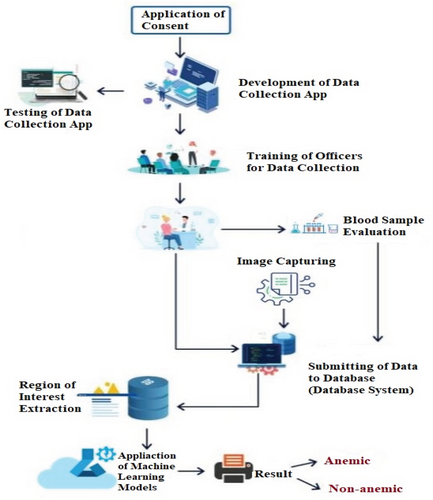 Application of
Consent
Development of Data
Collection App
Testing of Data
Collection App
Training of Officers
for Data Collection
Blood Sample
Evaluation
Image Capturing
Submitting of Data
to Database
(Database System)
Region of
Interest
Extraction
Appliaction
of Machine
Learning
Models
Result
Anemic
Non-anemic